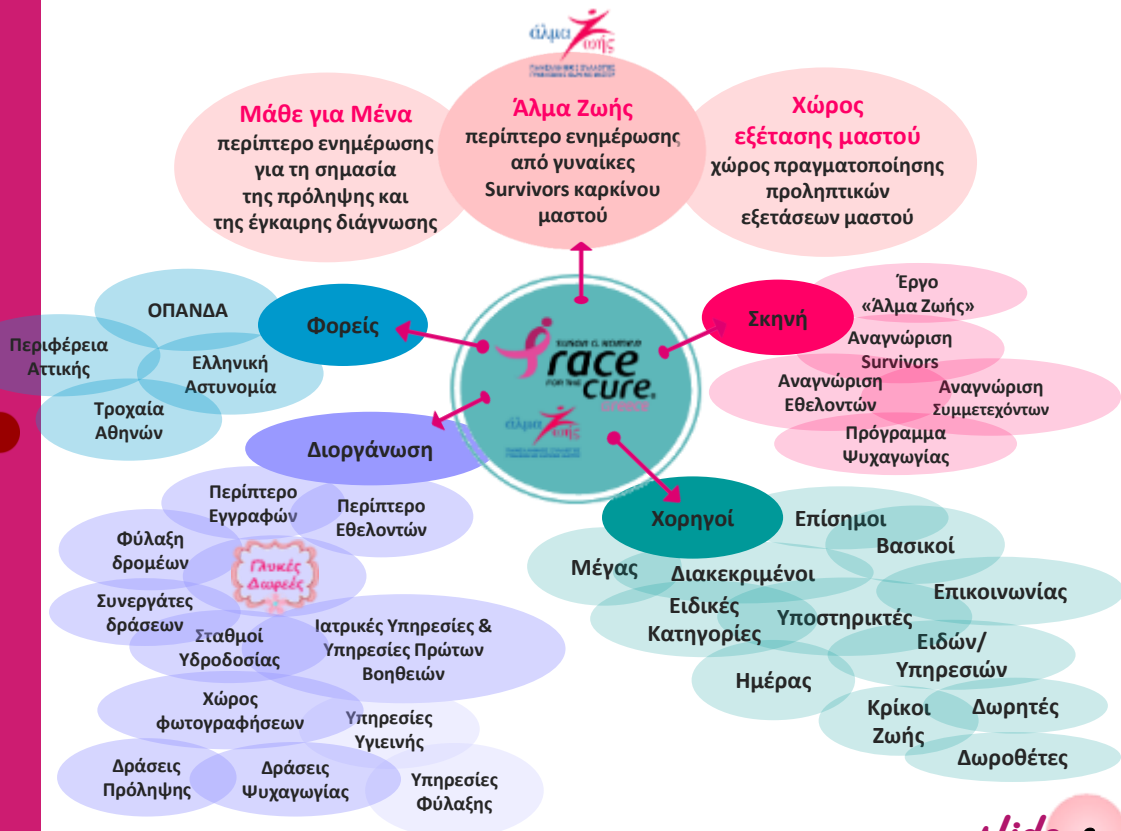 άλμα
ζωής
Μάθε για Μένα
περίπτερο ενημέρωσης
για τη σημασία
της πρόληψης και
της έγκαιρης διάγνωσης
Άλμα Ζωής
περίπτερο ενημέρωσης
από γυναίκες
Survivors καρκίνου
μαστού
Χώρος
εξέτασης μαστού
χώρος πραγματοποίησης
προληπτικών
εξετάσεων μαστού
Φορείς
ΟΠΑΝΔΑ
Περιφέρεια
Αττικής
Ελληνική
Αστυνομία
Τροχαία
Αθηνών
SUSAN G. KOMEN
race
FOR THE
cure.
GREECE
άλμα
ζωής
Σκηνή
Έργο
«Άλμα Ζωής»
Αναγνώριση
Survivors
Αναγνώριση
Εθελοντών
Αναγνώριση
Συμμετεχόντων
Πρόγραμμα
Ψυχαγωγίας
Διοργάνωση
Περίπτερο
Εγγραφών
Περίπτερο
Εθελοντών
Φύλαξη
δρομέων
Γλυκές
Δωρεές
Συνεργάτες
δράσεων
Σταθμοί
Υδροδοσίας
Ιατρικές Υπηρεσίες &
Υπηρεσίες Πρώτων
Βοηθειών
Χώρος
φωτογραφήσεων
Υπηρεσίες
Υγιεινής
Δράσεις
Πρόληψης
Δράσεις
Ψυχαγωγίας
Υπηρεσίες
Φύλαξης
Χορηγοί
Επίσημοι
Βασικοί
Μέγας
Διακεκριμένοι
Επικοινωνίας
Ειδικές
Κατηγορίες
Υποστηρικτές
Ειδών/
Υπηρεσιών
Ημέρας
Κρίκοι
Ζωής
Δωρητές
Δωροθέτες
slide